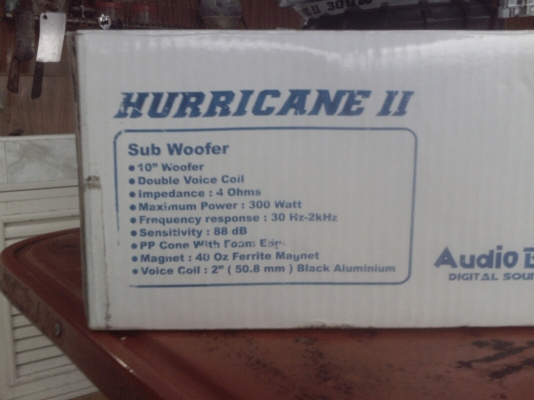 HURRICANE II
Sub Woofer
• 10" Woofer
• Double Voice Coil
• Impedance : 4 Ohms
• Maximum Power : 300 Watt
• Frequency response : 30 Hz-2kHz
• Sensitivity : 88 dB
• PP Cone With Foam
• Magnet : 40 Oz Ferrite Magnet
• Voice Coil : 2" ( 50.8 mm ) Black Aluminium
Audio
DIGITAL